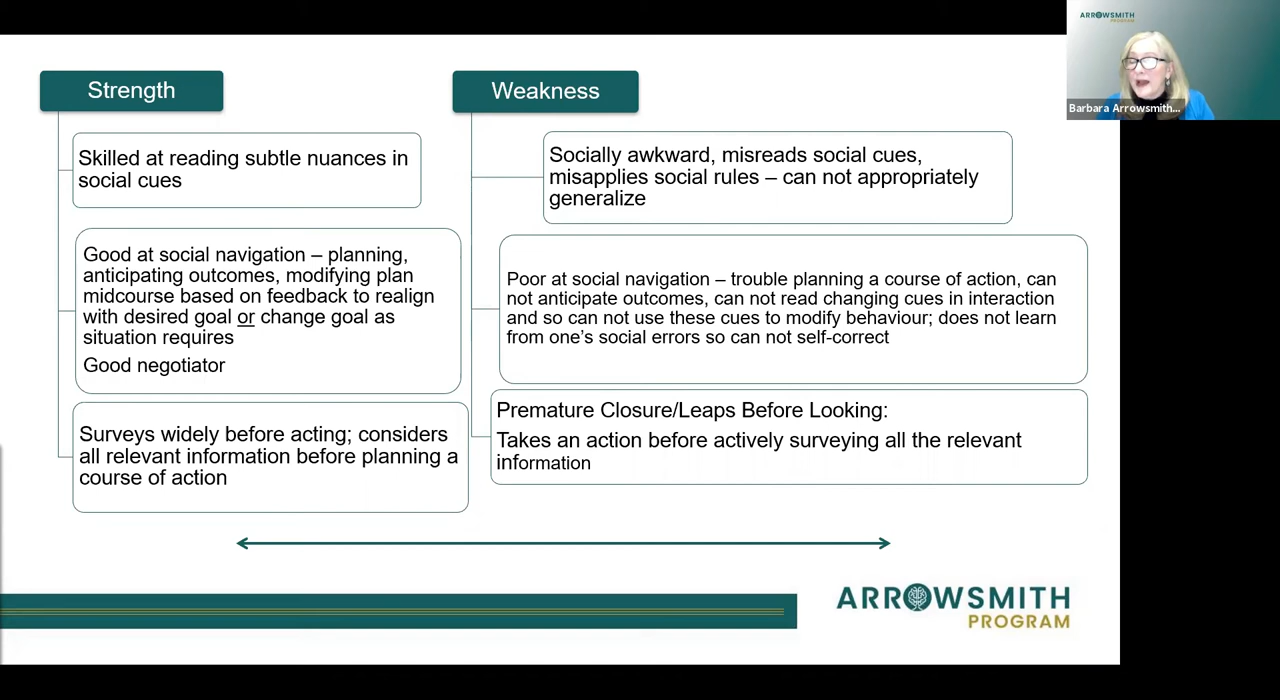 ARROWSMITH
PROGRAM
Barbara Arrowsmith...
Strength
Skilled at reading subtle nuances in
social cues
Good at social navigation – planning,
anticipating outcomes, modifying plan
midcourse based on feedback to realign
with desired goal or change goal as
situation requires
Good negotiator
Surveys widely before acting; considers
all relevant information before planning a
course of action
Weakness
Socially awkward, misreads social cues,
misapplies social rules – can not appropriately
generalize
Poor at social navigation – trouble planning a course of action, can
not anticipate outcomes, can not read changing cues in interaction
and so can not use these cues to modify behaviour; does not learn
from one's social errors so can not self-correct
Premature Closure/Leaps Before Looking:
Takes an action before actively surveying all the relevant
information
ARROWSMITH
PROGRAM